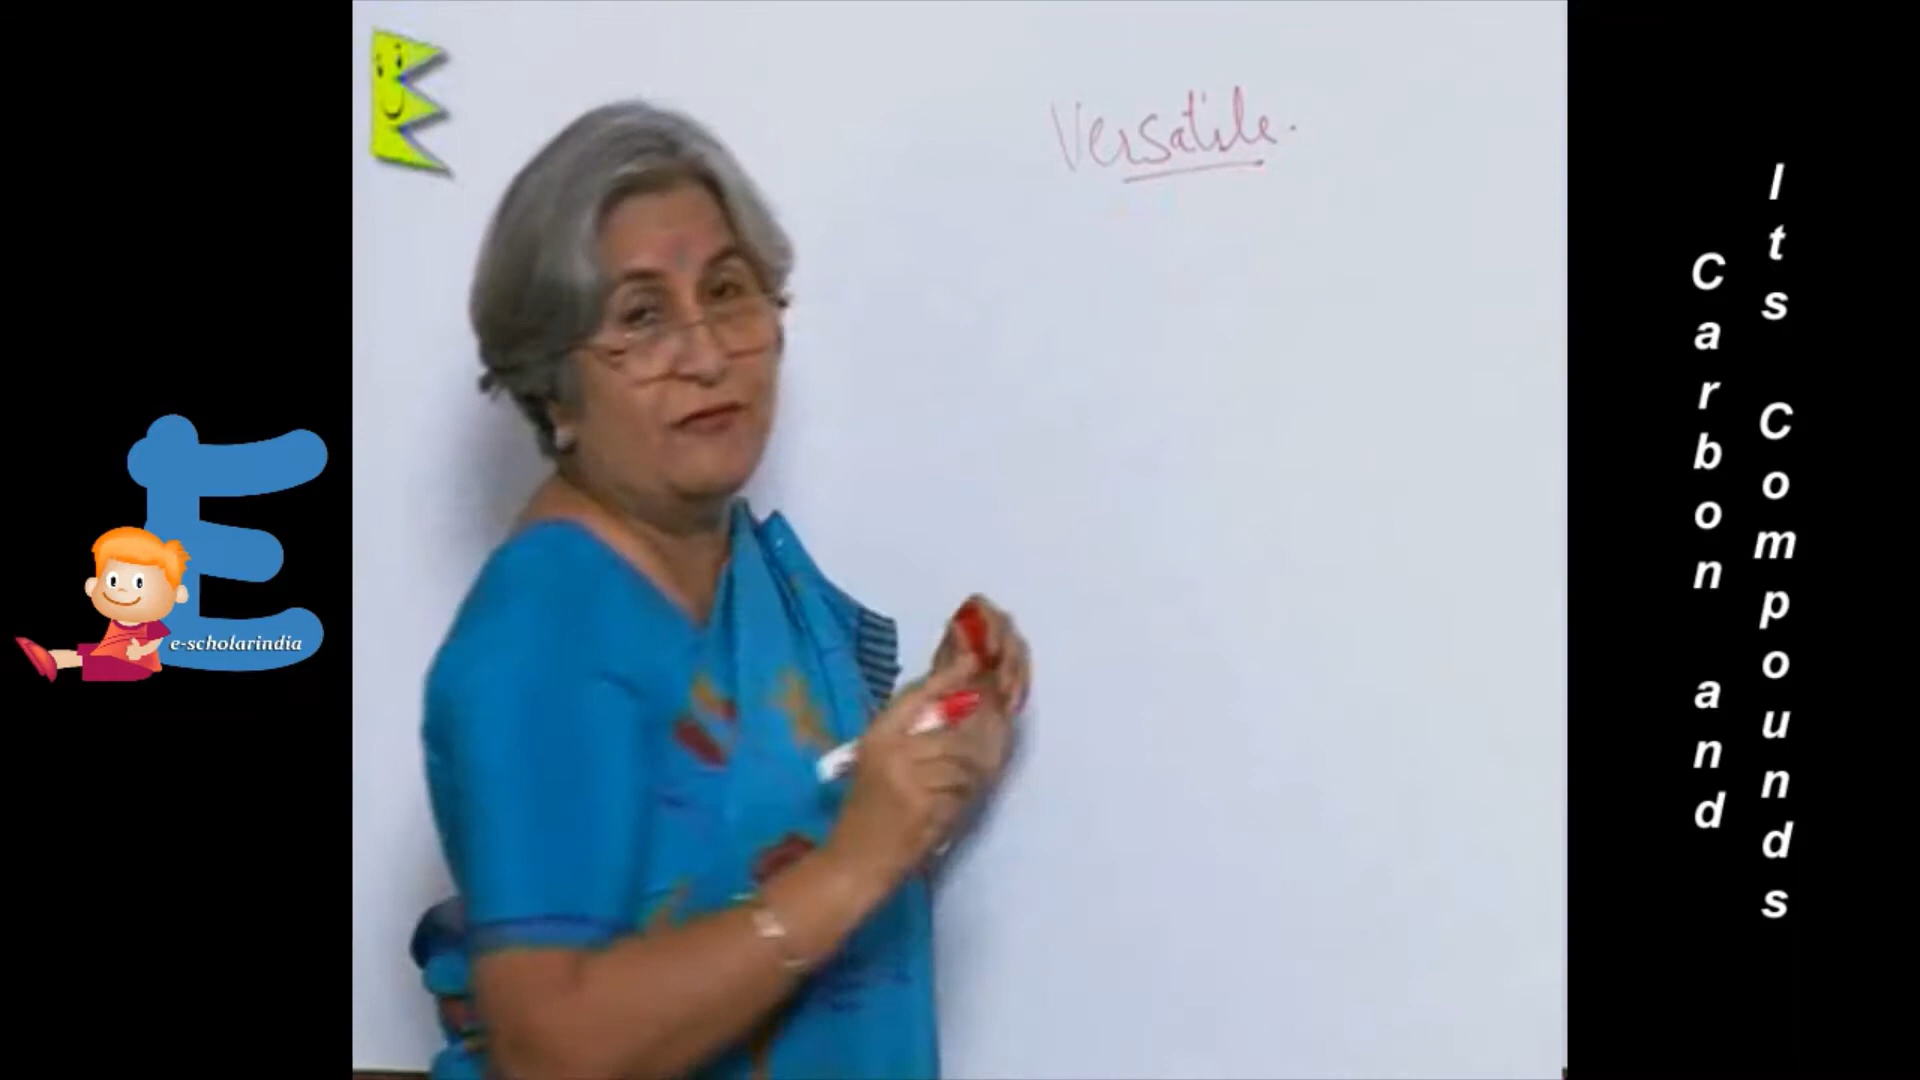 Versatile.
e-scholarindia
Carbon and
Its Compounds